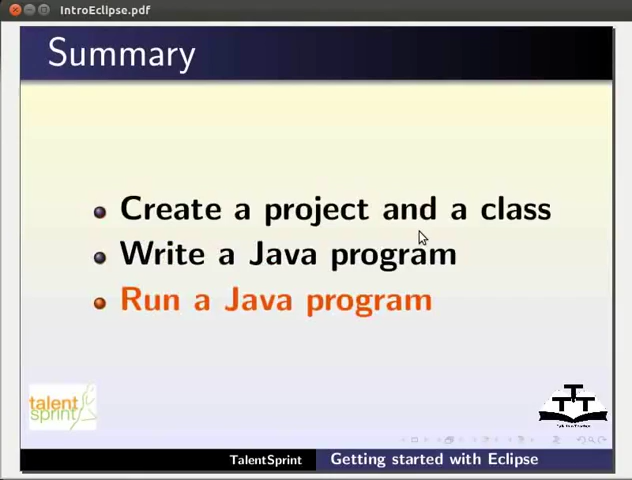 IntroEclipse.pdf
Summary
Create a project and a class
Write a Java program
Run a Java program
talent
sprint
TTT
TalentSprint
Getting started with Eclipse